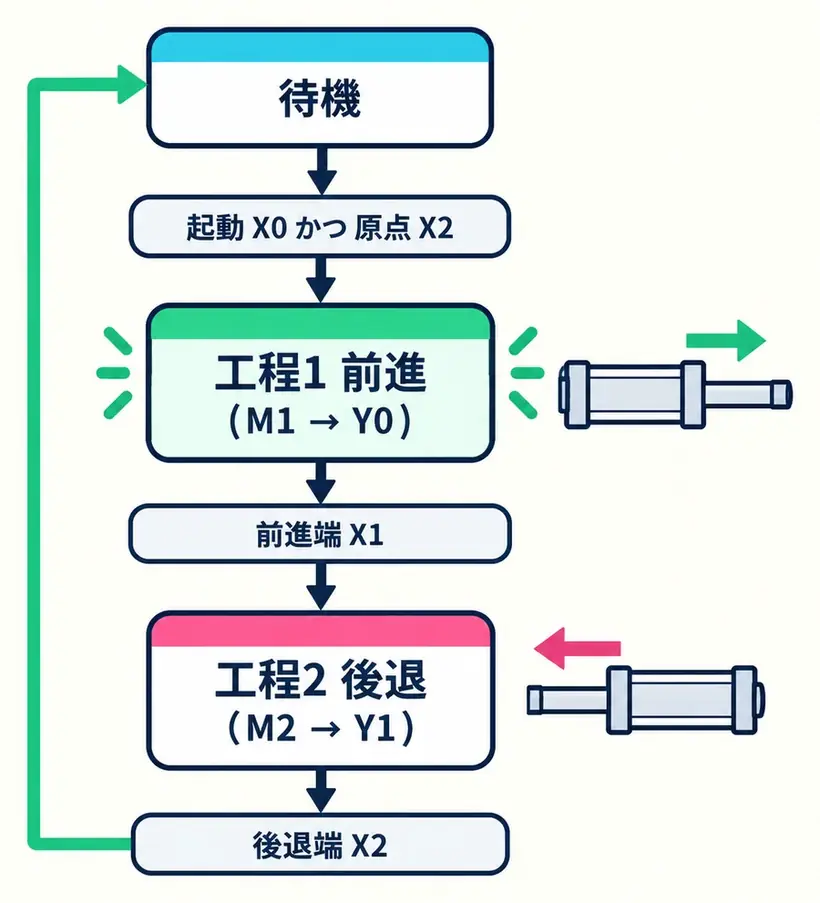 待機
起動 X0 かつ 原点 X2
工程1 前進
(M1 → Y0)
前進端 X1
工程2 後退
(M2 → Y1)
後退端 X2